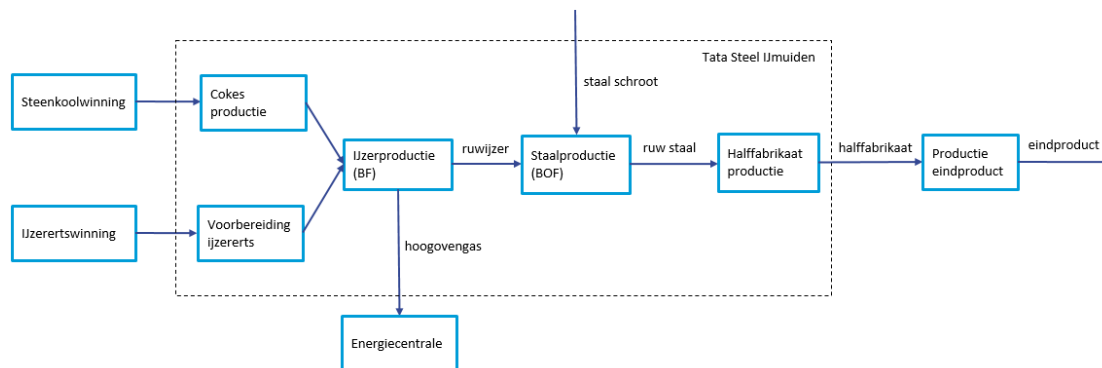 Tata Steel IJmuiden
staal schroot
Steenkoolwinning
Cokes
productie
IJzerproductie
(BF)
ruwijzer
Staalproductie
(BOF)
ruw staal
Halffabrikaat
productie
halffabrikaat
Productie
eindproduct
eindproduct
IJzerertswinning
Voorbereiding
ijzererts
hoogovengas
Energiecentrale